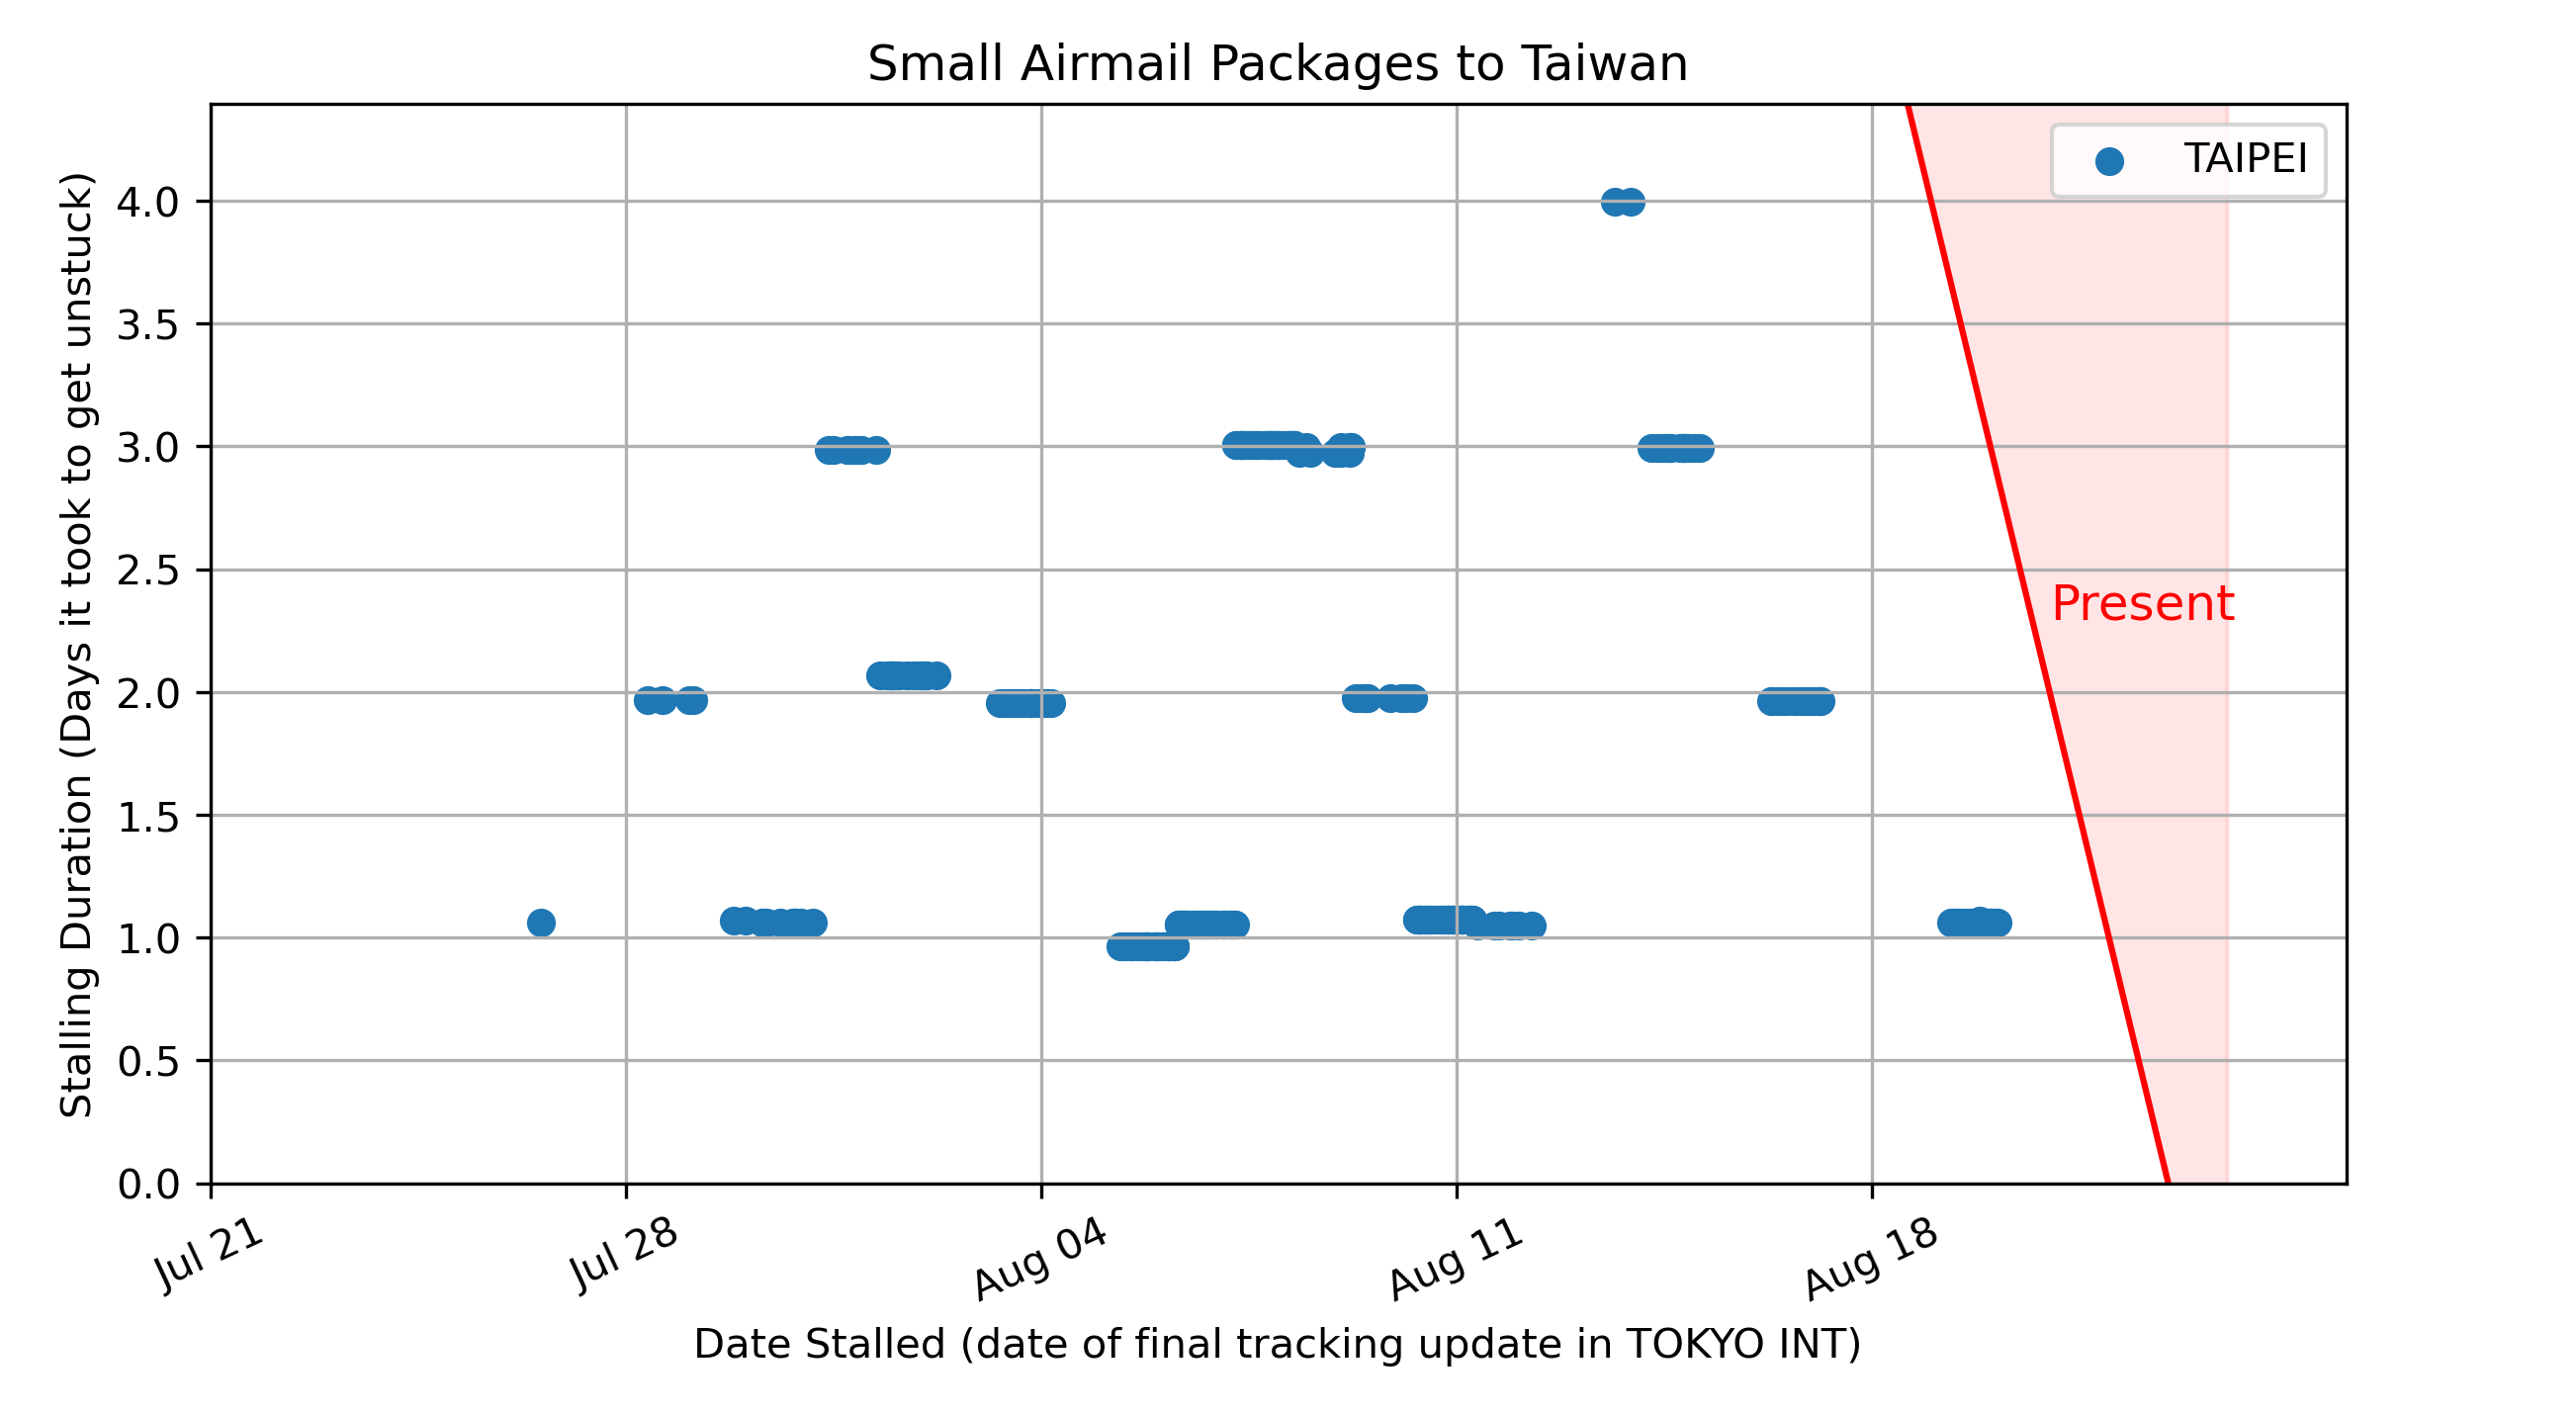 Small Airmail Packages to Taiwan
TAIPEI
Stalling Duration (Days it took to get unstuck)
4.0
3.5
3.0
2.5
2.0
1.5
1.0
0.5
0.0
Present
Jul 21
Jul 28
Aug 04
Aug 11
Aug 18
Date Stalled (date of final tracking update in TOKYO INT)